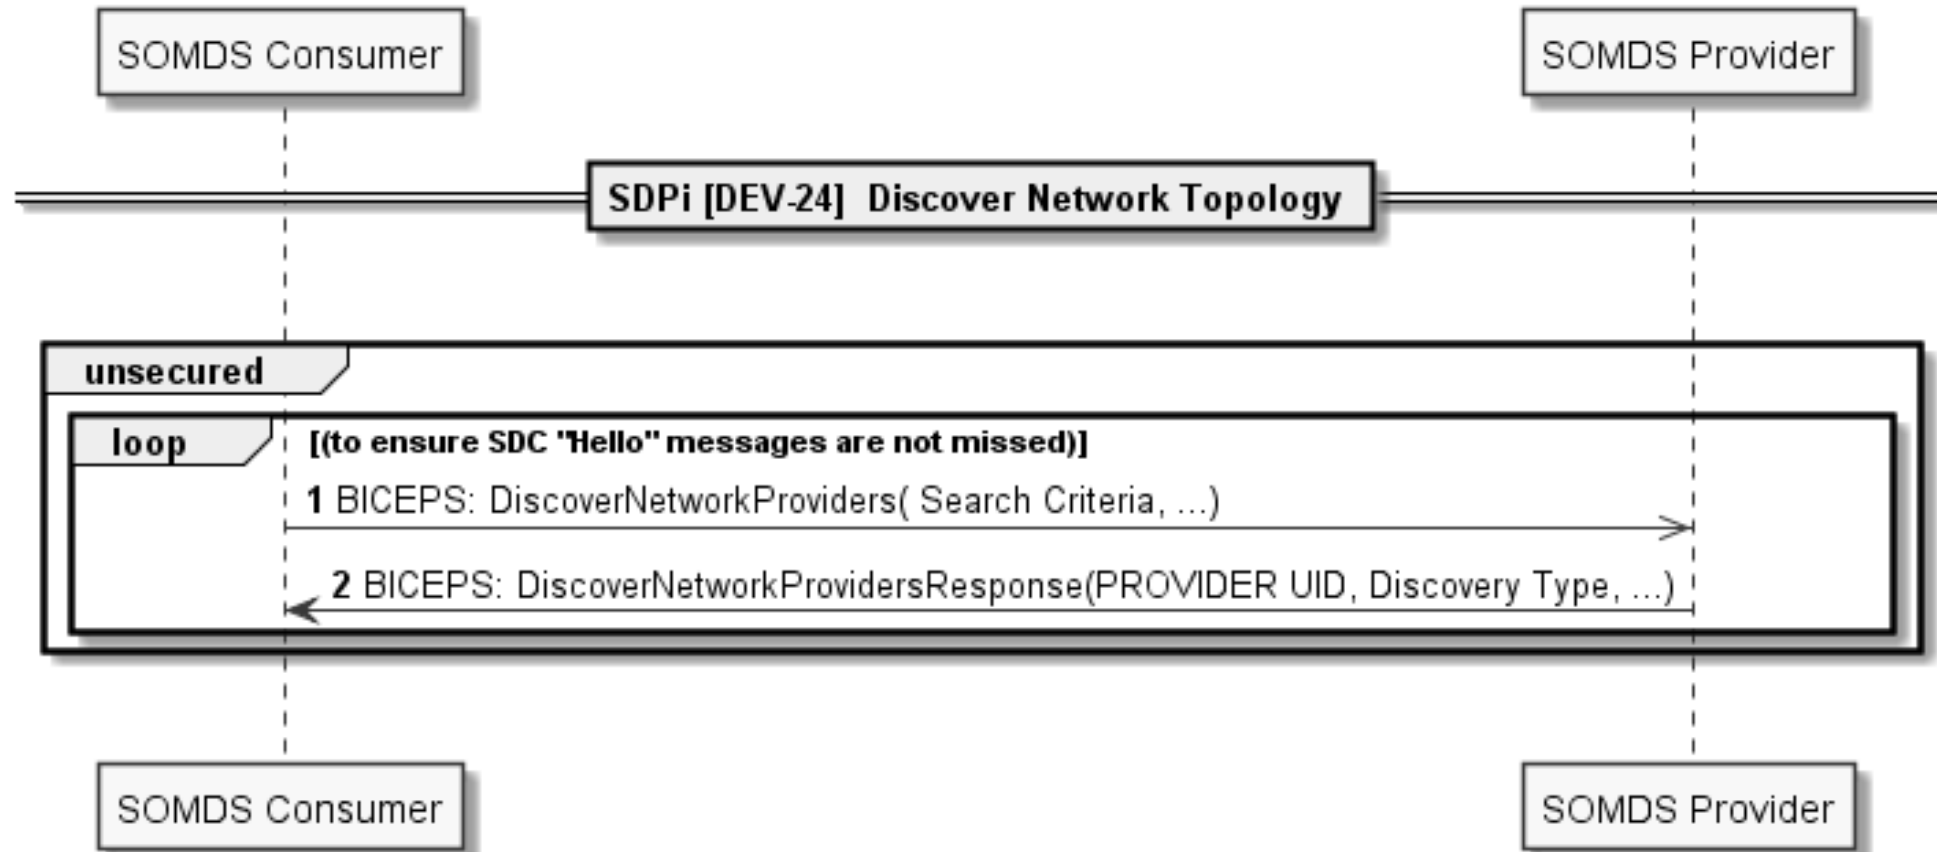 SOMDS Consumer
SOMDS Provider
SDPi [DEV-24]  Discover Network Topology
unsecured
loop
[(to ensure SDC "Hello" messages are not missed)]
1 BICEPS: DiscoverNetworkProviders( Search Criteria, ...)
2 BICEPS: DiscoverNetworkProvidersResponse(PROVIDER UID, Discovery Type, ...)
SOMDS Consumer
SOMDS Provider